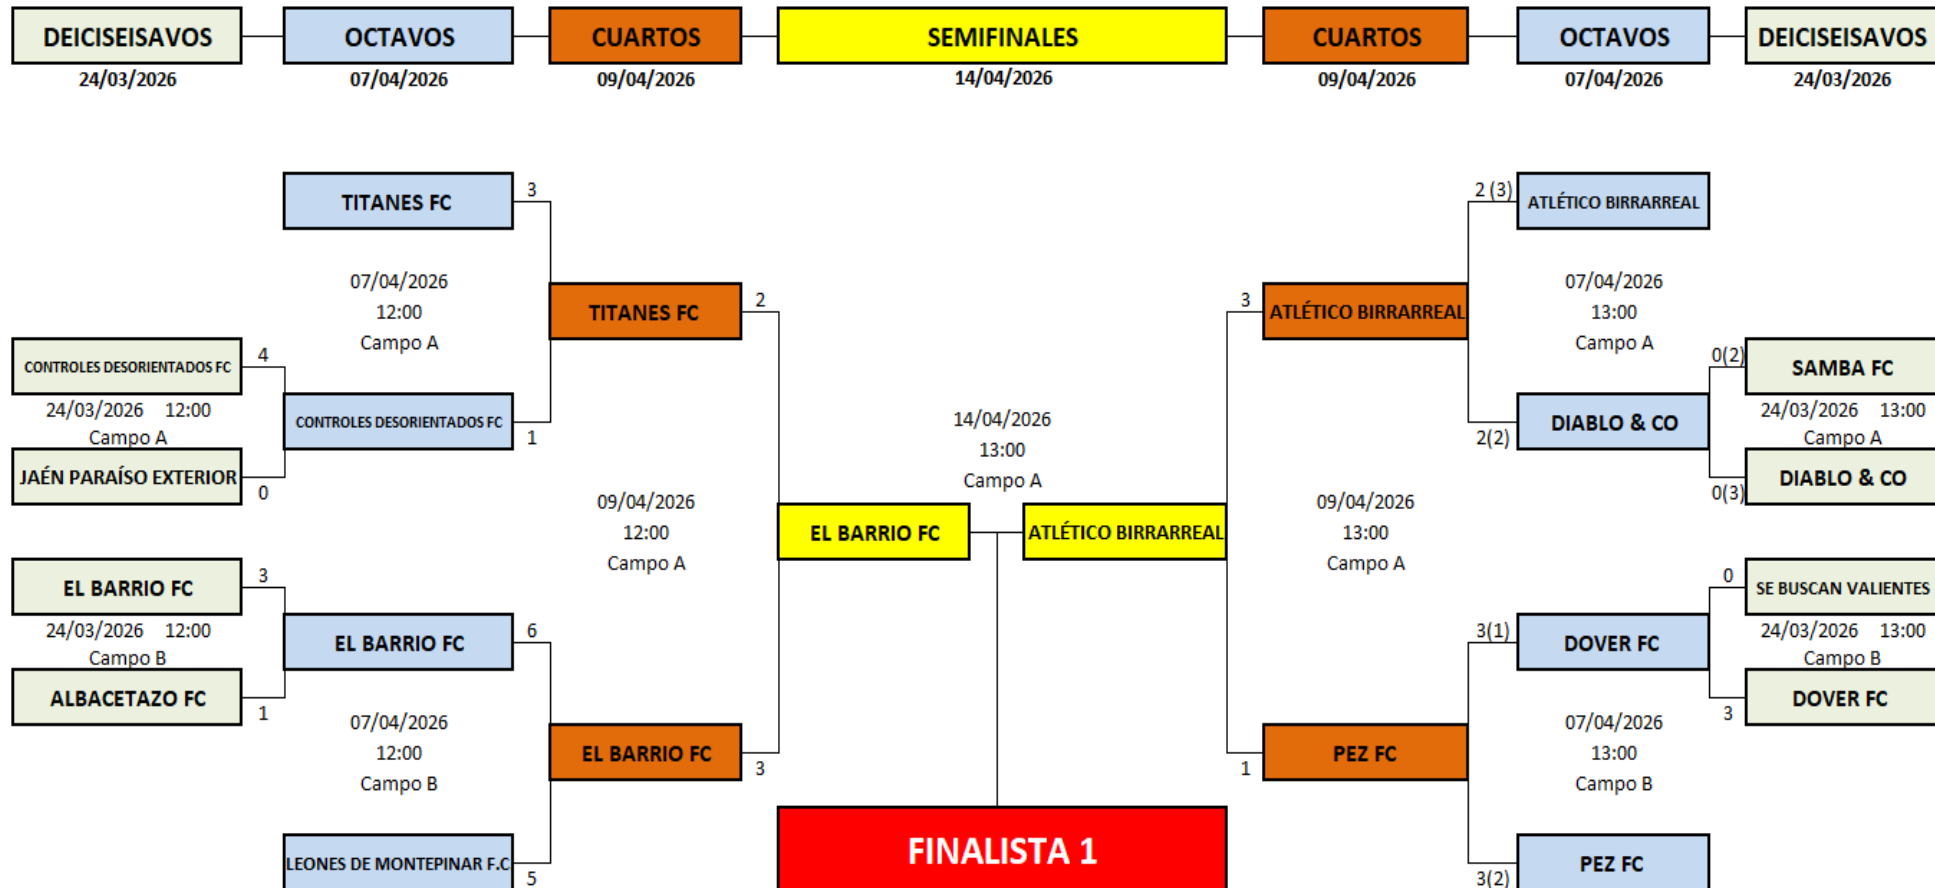 DEICISEISAVOS OCTAVOS CUARTOS SEMIFINALES CUARTOS OCTAVOS DEICISEISAVOS
24/03/2026 07/04/2026 09/04/2026 14/04/2026 09/04/2026 07/04/2026 24/03/2026
TITANES FC 3 2 (3) ATLÉTICO BIRRARREAL
07/04/2026 07/04/2026
12:00 TITANES FC 2 3 ATLÉTICO BIRRARREAL 13:00
Campo A Campo A
CONTROLES DESORIENTADOS FC 4 0(2) SAMBA FC
24/03/2026 12:00 24/03/2026 13:00
Campo A CONTROLES DESORIENTADOS FC 1 14/04/2026 2(2) DIABLO & CO Campo A
13:00
JAÉN PARAÍSO EXTERIOR 0 Campo A 0(3) DIABLO & CO
09/04/2026 09/04/2026
12:00 EL BARRIO FC ATLÉTICO BIRRARREAL 13:00
Campo A Campo A
EL BARRIO FC 3 0 SE BUSCAN VALIENTES
24/03/2026 12:00 EL BARRIO FC 6 3(1) DOVER FC 24/03/2026 13:00
Campo B Campo B
ALBACETAZO FC 1 3 DOVER FC
07/04/2026 07/04/2026
12:00 EL BARRIO FC 3 1 PEZ FC 13:00
Campo B Campo B
LEONES DE MONTEPINAR F.C 5 FINALISTA 1 3(2) PEZ FC